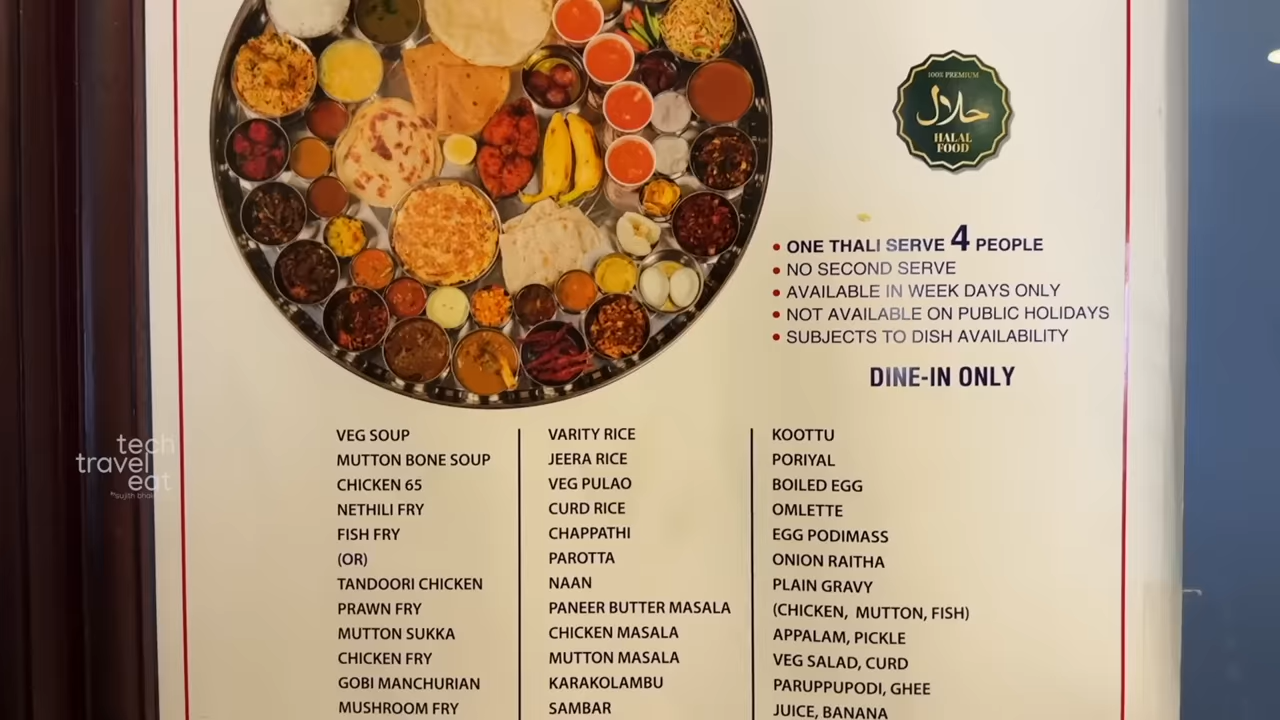 100% PREMIUM
حلال
HALAL
FOOD
• ONE THALI SERVE 4 PEOPLE
• NO SECOND SERVE
• AVAILABLE IN WEEK DAYS ONLY
• NOT AVAILABLE ON PUBLIC HOLIDAYS
• SUBJECTS TO DISH AVAILABILITY
DINE-IN ONLY
VEG SOUP
MUTTON BONE SOUP
CHICKEN 65
NETHILI FRY
FISH FRY
(OR)
TANDOORI CHICKEN
PRAWN FRY
MUTTON SUKKA
CHICKEN FRY
GOBI MANCHURIAN
MUSHROOM FRY
VARITY RICE
JEERA RICE
VEG PULAO
CURD RICE
CHAPPATHI
PAROTTA
NAAN
PANEER BUTTER MASALA
CHICKEN MASALA
MUTTON MASALA
KARAKOLAMBU
SAMBAR
KOOTTU
PORIYAL
BOILED EGG
OMLETTE
EGG PODIMASS
ONION RAITHA
PLAIN GRAVY
(CHICKEN, MUTTON, FISH)
APPALAM, PICKLE
VEG SALAD, CURD
PARUPPUPODI, GHEE
JUICE, BANANA
tech
travel
eat